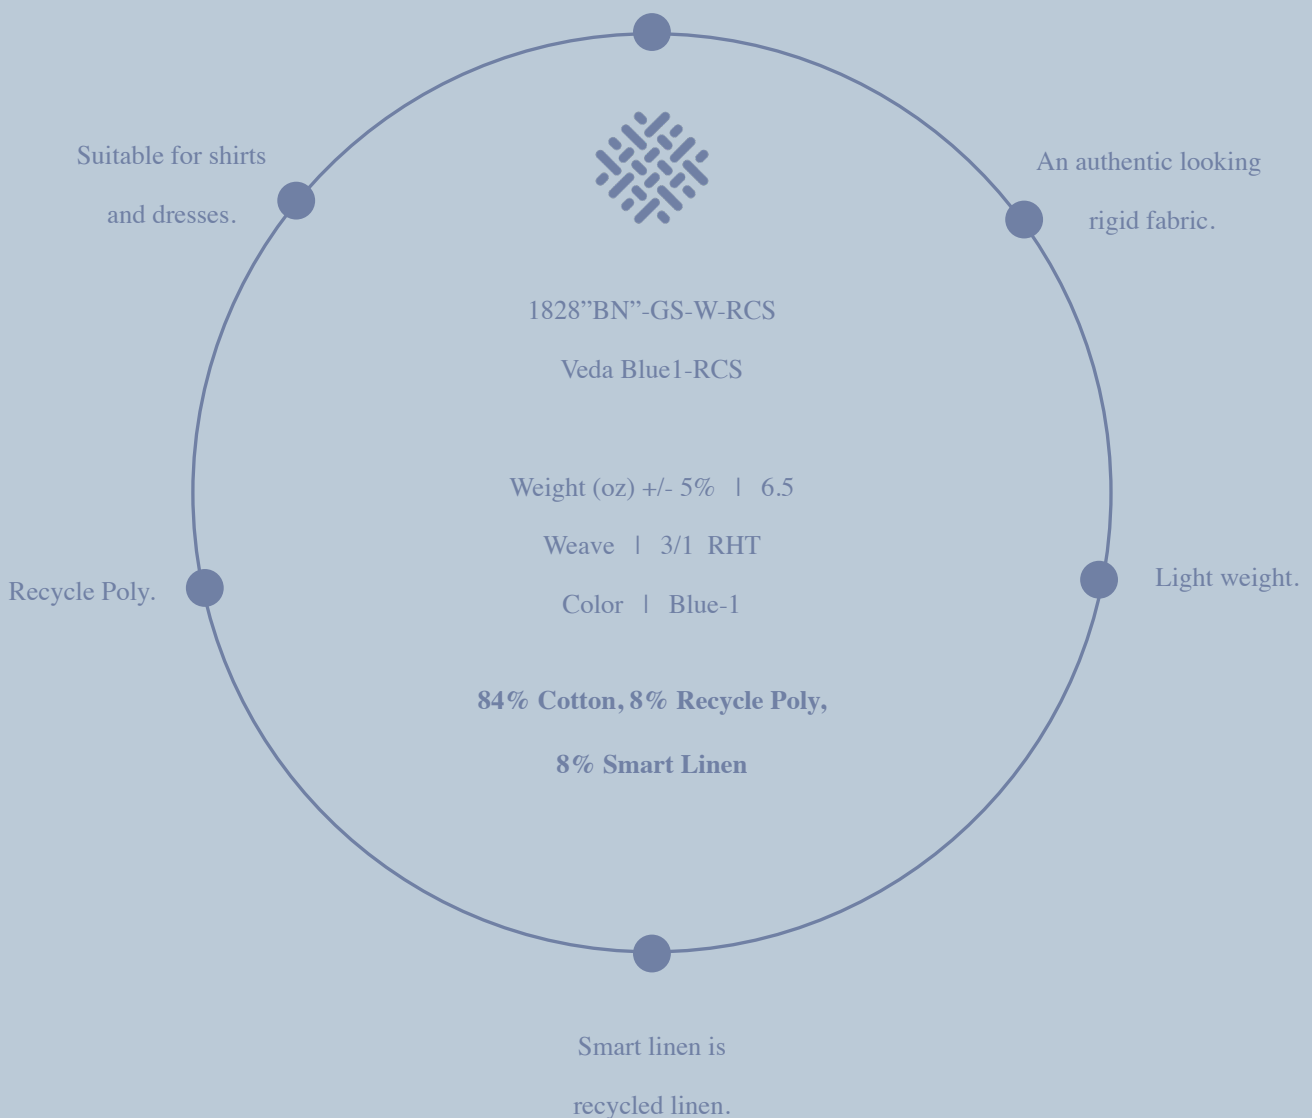 Suitable for shirts
and dresses.
An authentic looking
rigid fabric.
1828”BN”-GS-W-RCS
Veda Blue1-RCS
Weight (oz) +/- 5% | 6.5
Weave | 3/1 RHT
Color | Blue-1
Recycle Poly.
Light weight.
84% Cotton, 8% Recycle Poly,
8% Smart Linen
Smart linen is
recycled linen.